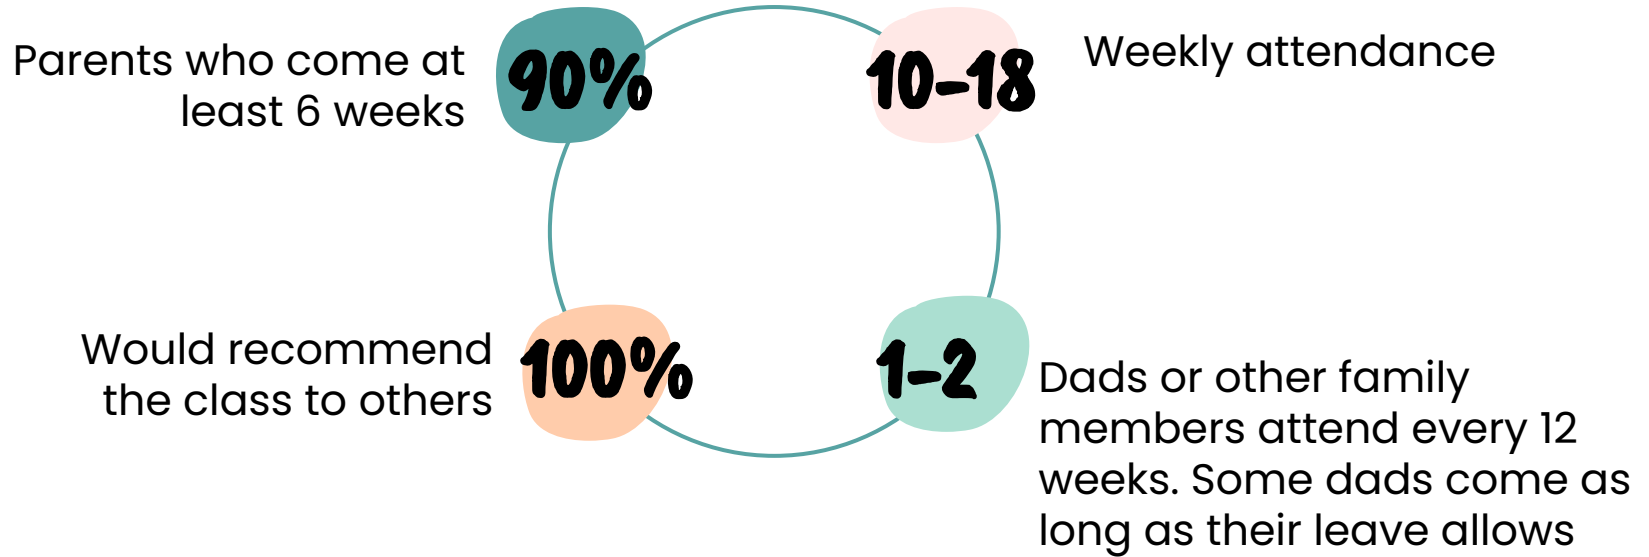 Parents who come at
least 6 weeks
90%
10-18
Weekly attendance
Would recommend
the class to others
100%
1-2
Dads or other family
members attend every 12
weeks. Some dads come as
long as their leave allows